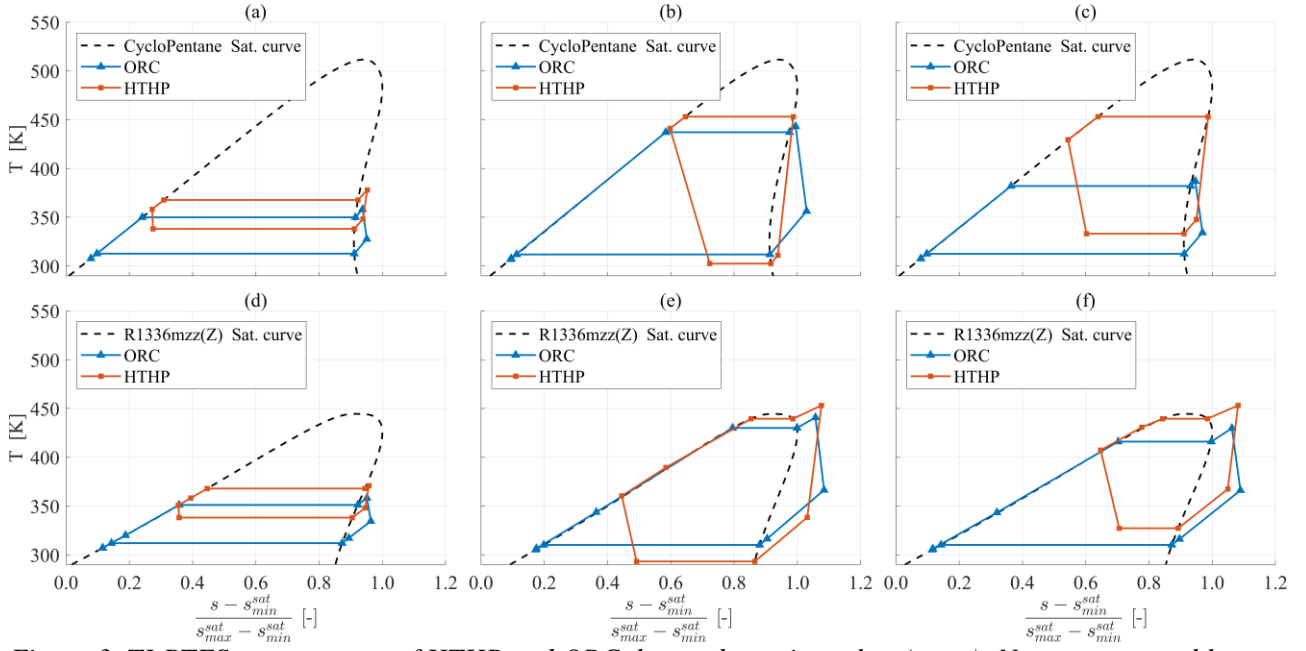 (a)
(b)
(c)
550
500
450
400
350
300
T [K]
CycloPentane Sat. curve
ORC
HTHP
CycloPentane Sat. curve
ORC
HTHP
CycloPentane Sat. curve
ORC
HTHP
(d)
(e)
(f)
550
500
450
400
350
300
T [K]
R1336mzz(Z) Sat. curve
ORC
HTHP
R1336mzz(Z) Sat. curve
ORC
HTHP
R1336mzz(Z) Sat. curve
ORC
HTHP
0.0 0.2 0.4 0.6 0.8 1.0 1.2
0.0 0.2 0.4 0.6 0.8 1.0 1.2
0.0 0.2 0.4 0.6 0.8 1.0 1.2
s − s_min^sat
s_max^sat − s_min^sat [-]
s − s_min^sat
s_max^sat − s_min^sat [-]
s − s_min^sat
s_max^sat − s_min^sat [-]